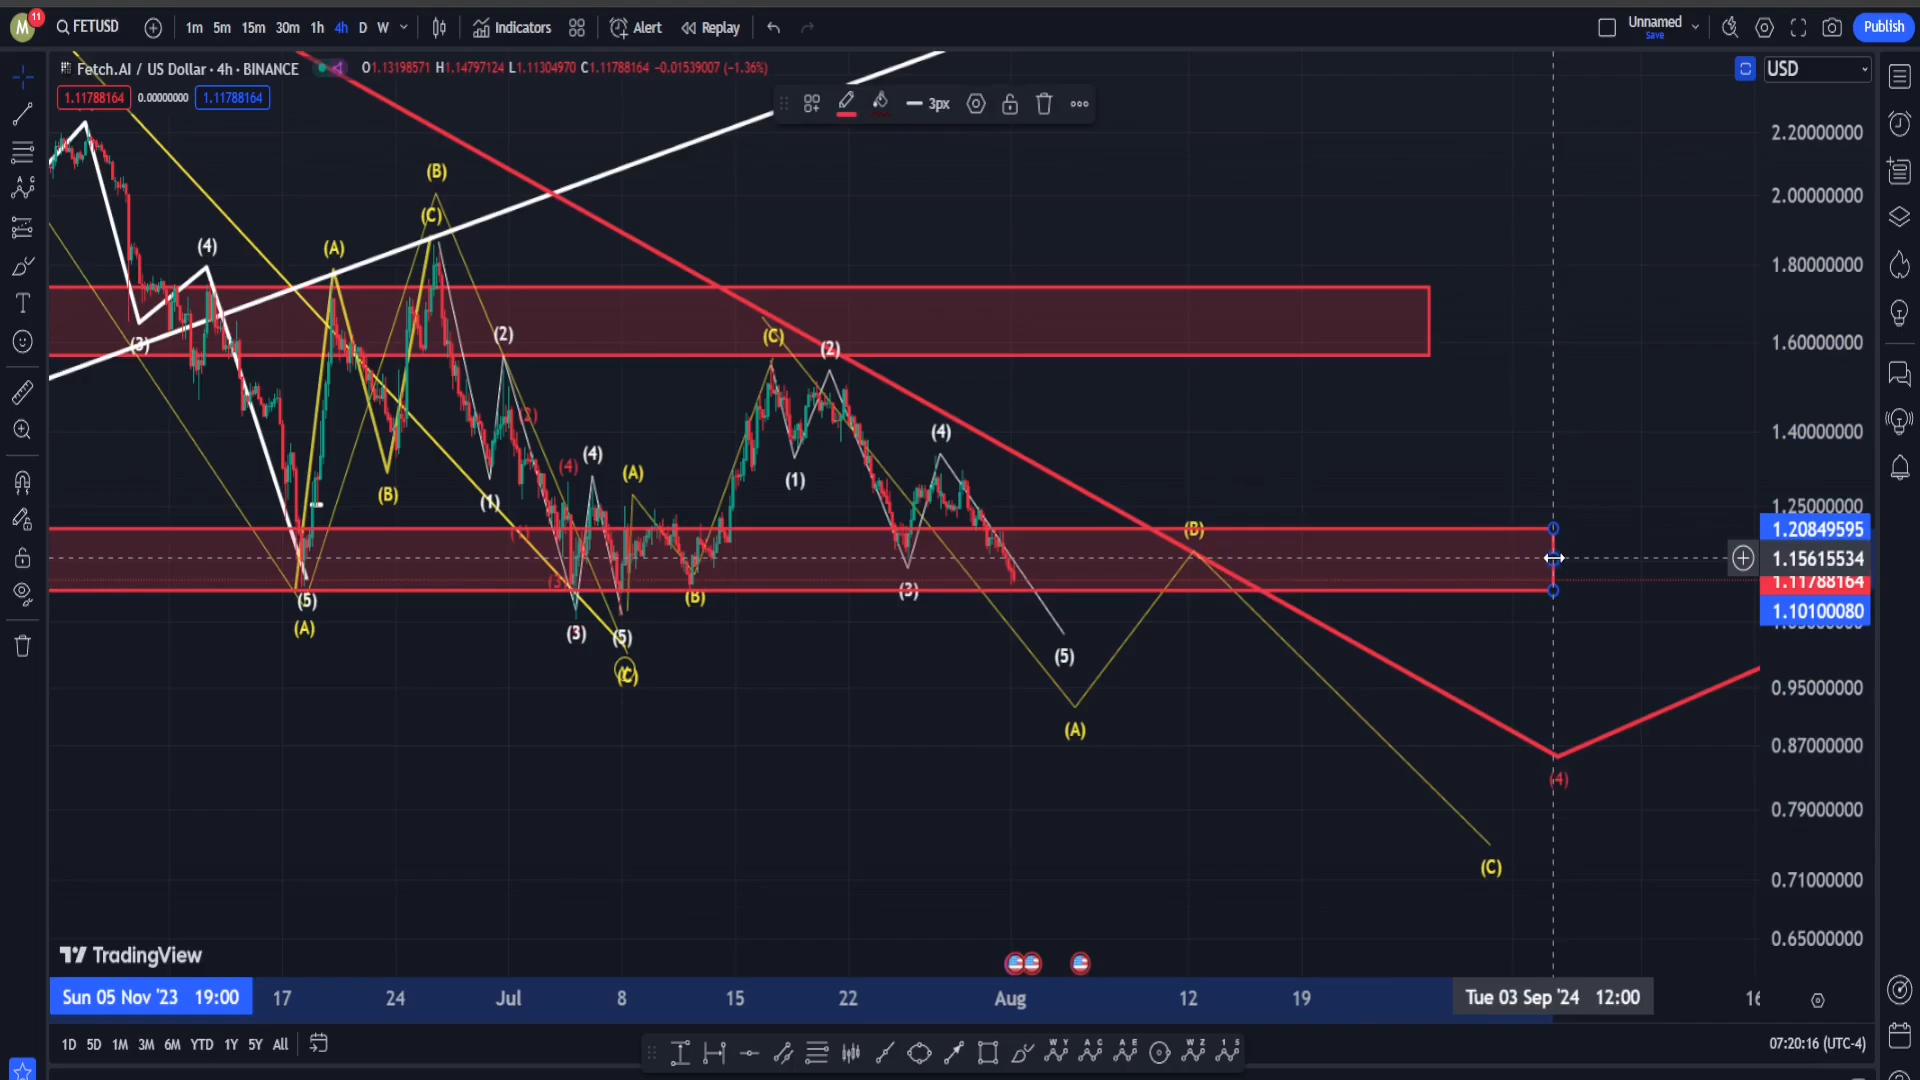 M
11
FETUSD
1m 5m 15m 30m 1h 4h D W
Indicators
Alert
Replay
Unnamed
Save
Publish
Fetch.AI / US Dollar · 4h · BINANCE
O1.13198571 H1.14797124 L1.11304970 C1.11788164 −0.01539007 (−1.36%)
1.11788164 0.00000000 1.11788164
3px
USD
2.20000000
2.00000000
1.80000000
1.60000000
1.40000000
1.25000000
1.20849595
1.15615534
1.11788164
1.10100080
0.95000000
0.87000000
0.79000000
0.71000000
0.65000000
(B)
(C)
(4)
(A)
(3)
(2)
(C)
(2)
(2)
(4)
(4)
(4)
(A)
(B)
(1)
(1)
(B)
(5)
(A)
(3)
(5)
(C)
(B)
(3)
(5)
(A)
(4)
(C)
TradingView
Sun 05 Nov '23 19:00
17 24 Jul 8 15 22 Aug 12 19
Tue 03 Sep '24 12:00
1D 5D 1M 3M 6M YTD 1Y 5Y All
07:20:16 (UTC-4)